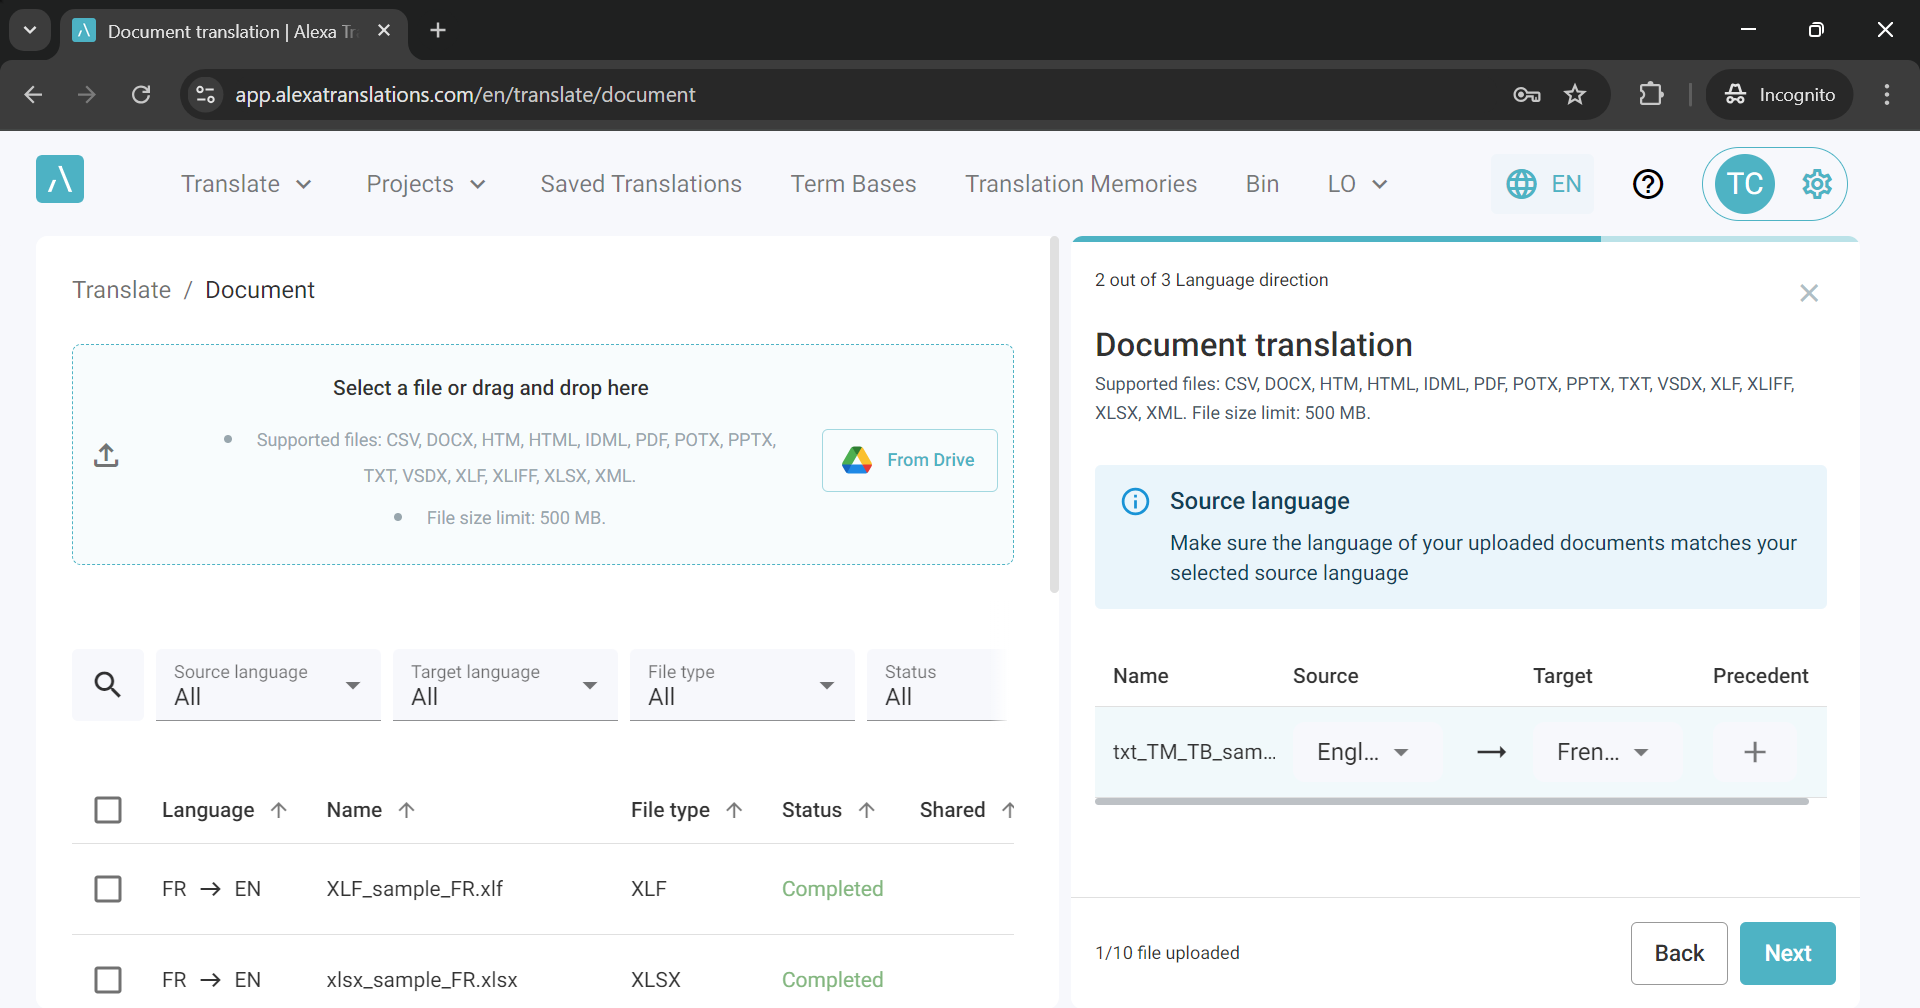 Document translation | Alexa Tr
app.alexatranslations.com/en/translate/document
Incognito
Translate
Projects
Saved Translations
Term Bases
Translation Memories
Bin
LO
EN
TC
Translate / Document
Select a file or drag and drop here
Supported files: CSV, DOCX, HTM, HTML, IDML, PDF, POTX, PPTX,
TXT, VSDX, XLF, XLIFF, XLSX, XML.
File size limit: 500 MB.
From Drive
Source language
All
Target language
All
File type
All
Status
All
Language Name File type Status Shared
FR → EN XLF_sample_FR.xlf XLF Completed
FR → EN xlsx_sample_FR.xlsx XLSX Completed
2 out of 3 Language direction
Document translation
Supported files: CSV, DOCX, HTM, HTML, IDML, PDF, POTX, PPTX, TXT, VSDX, XLF, XLIFF,
XLSX, XML. File size limit: 500 MB.
Source language
Make sure the language of your uploaded documents matches your
selected source language
Name Source Target Precedent
txt_TM_TB_sam... Engl... → Fren... +
1/10 file uploaded
Back
Next